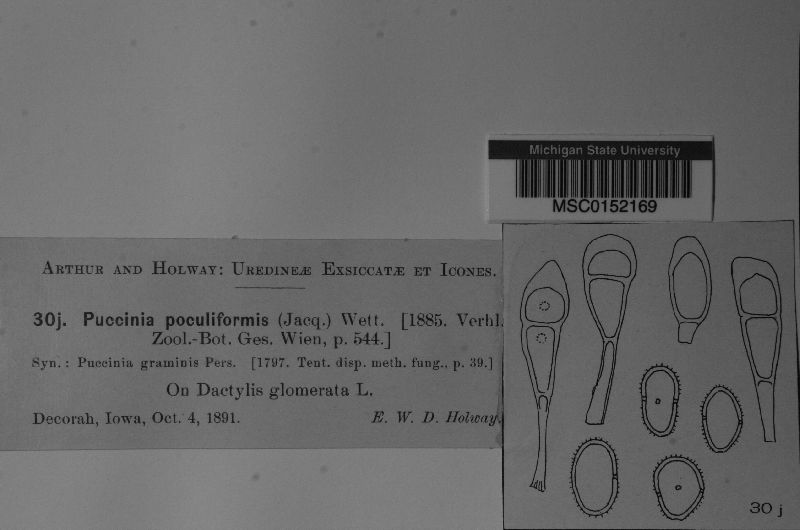 Michigan State University
MSC0152169
ARTHUR AND HOLWAY: UREDINEÆ EXSICCATÆ ET ICONES.
30j. Puccinia poculiformis (Jacq.) Wett. [1885. Verhl.
Zool.-Bot. Ges. Wien, p. 544.]
Syn.: Puccinia graminis Pers. [1797. Tent. disp. meth. fung., p. 39.]
On Dactylis glomerata L.
Decorah, Iowa, Oct. 4, 1891. E. W. D. Holway.
30 j